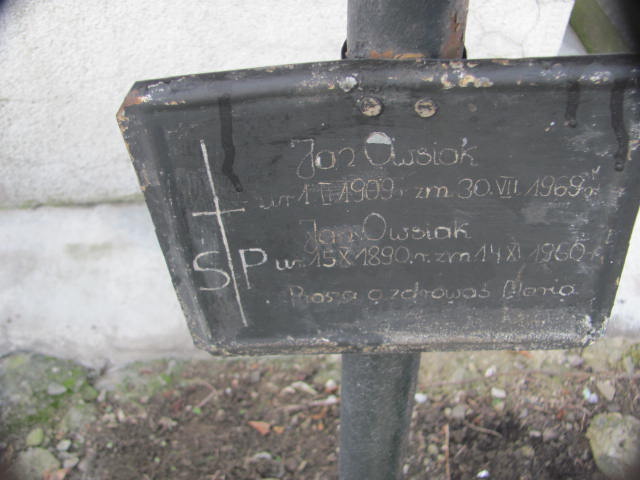 Jan Owsiak
ur 1 II 1909 r zm 30. VII 1969 r
Jan Owsiak
SP ur. 15 X 1890. r. zm 14 XI 1960 r
Prosza o zdrowaś Maria